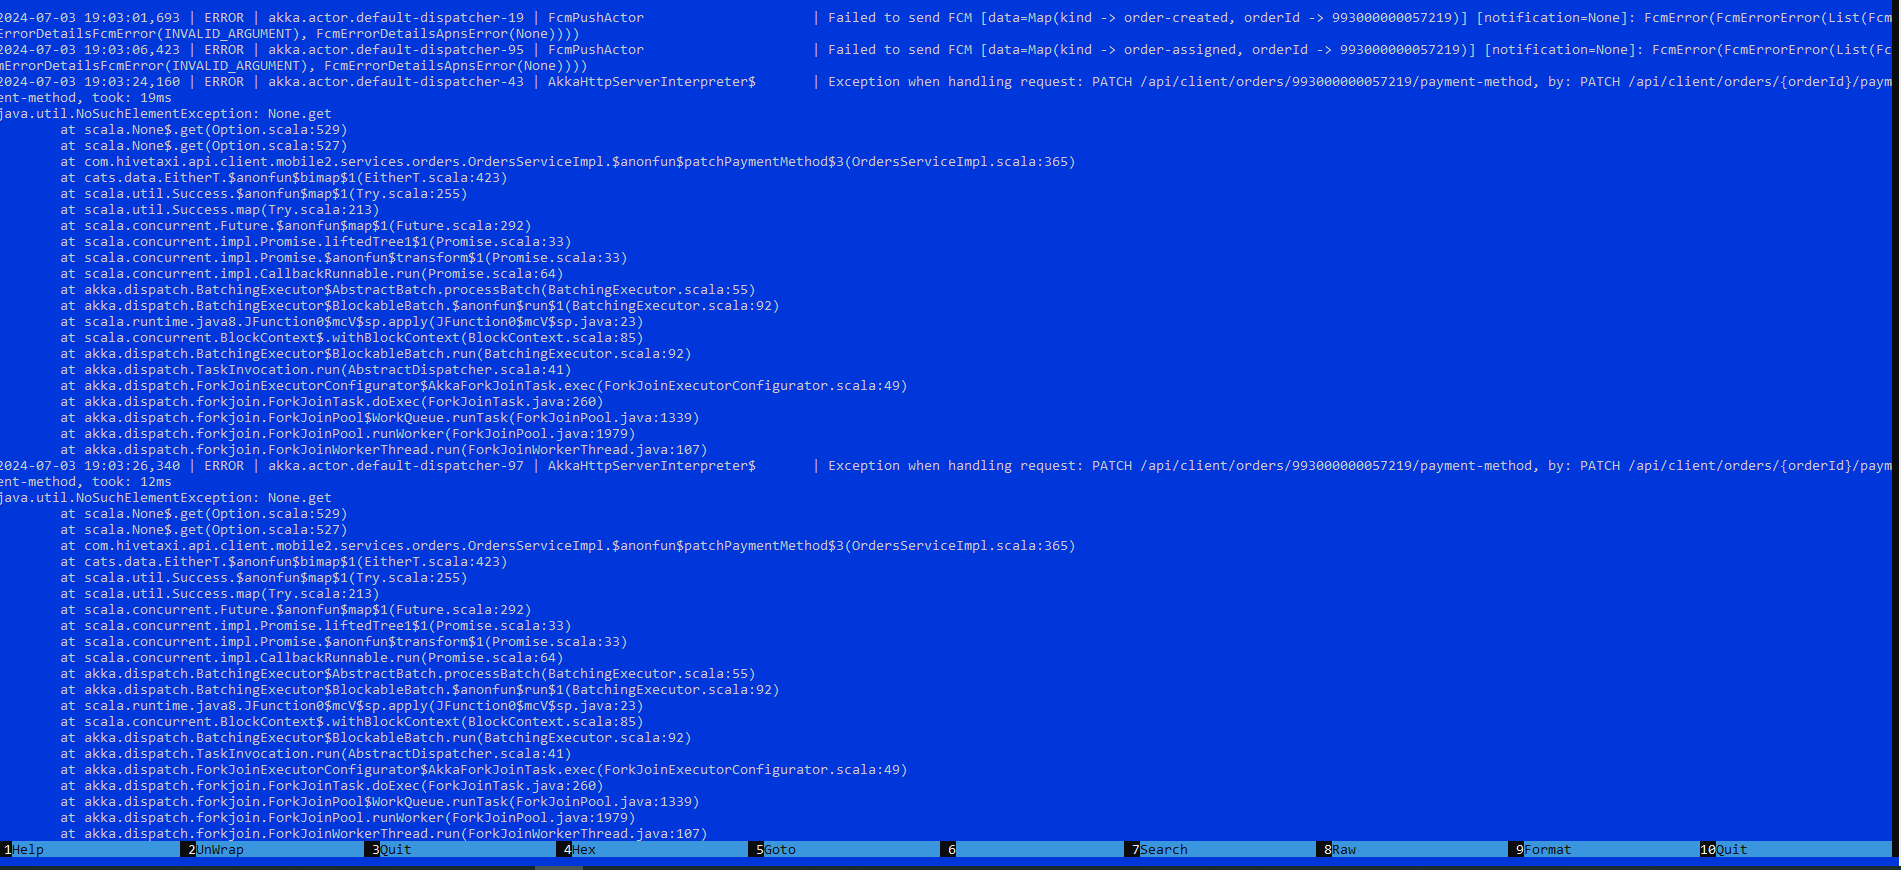 2024-07-03 19:03:01,693 | ERROR | akka.actor.default-dispatcher-19 | FcmPushActor | Failed to send FCM [data=Map(kind -> order-created, orderId -> 993000000057219)] [notification=None]: FcmError(FcmErrorError(List(Fcm
ErrorDetailsFcmError(INVALID_ARGUMENT), FcmErrorDetailsApnsError(None))))
2024-07-03 19:03:06,423 | ERROR | akka.actor.default-dispatcher-95 | FcmPushActor | Failed to send FCM [data=Map(kind -> order-assigned, orderId -> 993000000057219)] [notification=None]: FcmError(FcmErrorError(List(Fc
mErrorDetailsFcmError(INVALID_ARGUMENT), FcmErrorDetailsApnsError(None))))
2024-07-03 19:03:24,160 | ERROR | akka.actor.default-dispatcher-43 | AkkaHttpServerInterpreter$ | Exception when handling request: PATCH /api/client/orders/993000000057219/payment-method, by: PATCH /api/client/orders/{orderId}/paym
ent-method, took: 19ms
java.util.NoSuchElementException: None.get
at scala.None$.get(Option.scala:529)
at scala.None$.get(Option.scala:527)
at com.hivetaxi.api.client.mobile2.services.orders.OrdersServiceImpl.$anonfun$patchPaymentMethod$3(OrdersServiceImpl.scala:365)
at cats.data.EitherT.$anonfun$bimap$1(EitherT.scala:423)
at scala.util.Success.$anonfun$map$1(Try.scala:255)
at scala.util.Success.map(Try.scala:213)
at scala.concurrent.Future.$anonfun$map$1(Future.scala:292)
at scala.concurrent.impl.Promise.liftedTree1$1(Promise.scala:33)
at scala.concurrent.impl.Promise.$anonfun$transform$1(Promise.scala:33)
at scala.concurrent.impl.CallbackRunnable.run(Promise.scala:64)
at akka.dispatch.BatchingExecutor$AbstractBatch.processBatch(BatchingExecutor.scala:55)
at akka.dispatch.BatchingExecutor$BlockableBatch.$anonfun$run$1(BatchingExecutor.scala:92)
at scala.runtime.java8.JFunction0$mcV$sp.apply(JFunction0$mcV$sp.java:23)
at scala.concurrent.BlockContext$.withBlockContext(BlockContext.scala:85)
at akka.dispatch.BatchingExecutor$BlockableBatch.run(BatchingExecutor.scala:92)
at akka.dispatch.TaskInvocation.run(AbstractDispatcher.scala:41)
at akka.dispatch.ForkJoinExecutorConfigurator$AkkaForkJoinTask.exec(ForkJoinExecutorConfigurator.scala:49)
at akka.dispatch.forkjoin.ForkJoinTask.doExec(ForkJoinTask.java:260)
at akka.dispatch.forkjoin.ForkJoinPool$WorkQueue.runTask(ForkJoinPool.java:1339)
at akka.dispatch.forkjoin.ForkJoinPool.runWorker(ForkJoinPool.java:1979)
at akka.dispatch.forkjoin.ForkJoinWorkerThread.run(ForkJoinWorkerThread.java:107)
2024-07-03 19:03:26,340 | ERROR | akka.actor.default-dispatcher-97 | AkkaHttpServerInterpreter$ | Exception when handling request: PATCH /api/client/orders/993000000057219/payment-method, by: PATCH /api/client/orders/{orderId}/paym
ent-method, took: 12ms
java.util.NoSuchElementException: None.get
at scala.None$.get(Option.scala:529)
at scala.None$.get(Option.scala:527)
at com.hivetaxi.api.client.mobile2.services.orders.OrdersServiceImpl.$anonfun$patchPaymentMethod$3(OrdersServiceImpl.scala:365)
at cats.data.EitherT.$anonfun$bimap$1(EitherT.scala:423)
at scala.util.Success.$anonfun$map$1(Try.scala:255)
at scala.util.Success.map(Try.scala:213)
at scala.concurrent.Future.$anonfun$map$1(Future.scala:292)
at scala.concurrent.impl.Promise.liftedTree1$1(Promise.scala:33)
at scala.concurrent.impl.Promise.$anonfun$transform$1(Promise.scala:33)
at scala.concurrent.impl.CallbackRunnable.run(Promise.scala:64)
at akka.dispatch.BatchingExecutor$AbstractBatch.processBatch(BatchingExecutor.scala:55)
at akka.dispatch.BatchingExecutor$BlockableBatch.$anonfun$run$1(BatchingExecutor.scala:92)
at scala.runtime.java8.JFunction0$mcV$sp.apply(JFunction0$mcV$sp.java:23)
at scala.concurrent.BlockContext$.withBlockContext(BlockContext.scala:85)
at akka.dispatch.BatchingExecutor$BlockableBatch.run(BatchingExecutor.scala:92)
at akka.dispatch.TaskInvocation.run(AbstractDispatcher.scala:41)
at akka.dispatch.ForkJoinExecutorConfigurator$AkkaForkJoinTask.exec(ForkJoinExecutorConfigurator.scala:49)
at akka.dispatch.forkjoin.ForkJoinTask.doExec(ForkJoinTask.java:260)
at akka.dispatch.forkjoin.ForkJoinPool$WorkQueue.runTask(ForkJoinPool.java:1339)
at akka.dispatch.forkjoin.ForkJoinPool.runWorker(ForkJoinPool.java:1979)
at akka.dispatch.forkjoin.ForkJoinWorkerThread.run(ForkJoinWorkerThread.java:107)
1Help 2UnWrap 3Quit 4Hex 5Goto 6 7Search 8Raw 9Format 10Quit